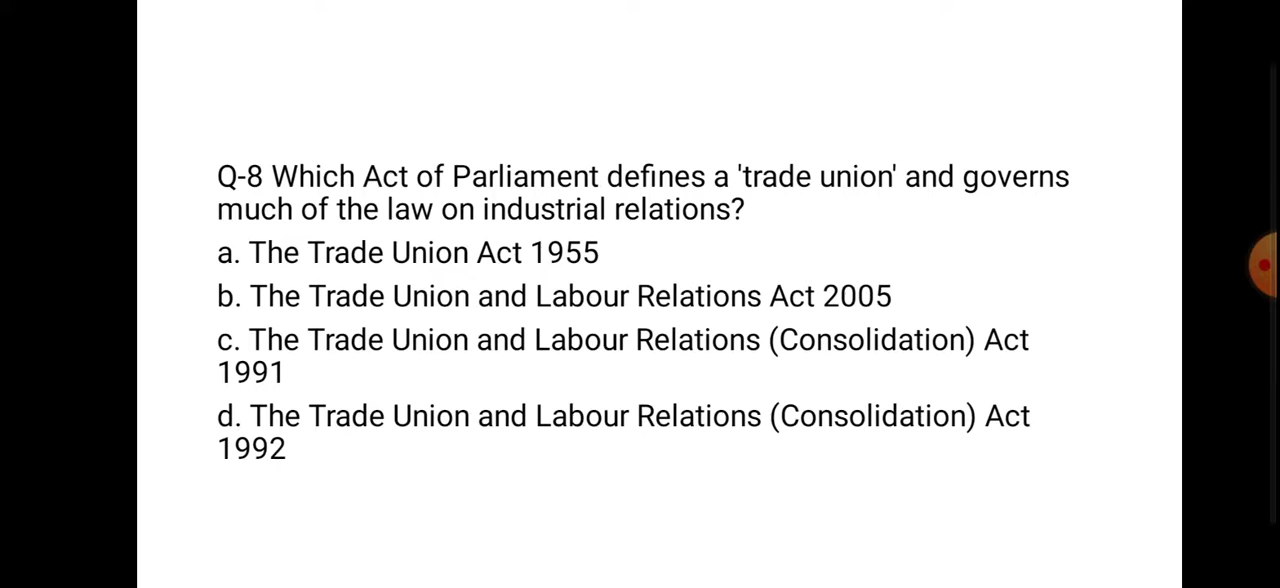 Q-8 Which Act of Parliament defines a 'trade union' and governs
much of the law on industrial relations?
a. The Trade Union Act 1955
b. The Trade Union and Labour Relations Act 2005
c. The Trade Union and Labour Relations (Consolidation) Act
1991
d. The Trade Union and Labour Relations (Consolidation) Act
1992